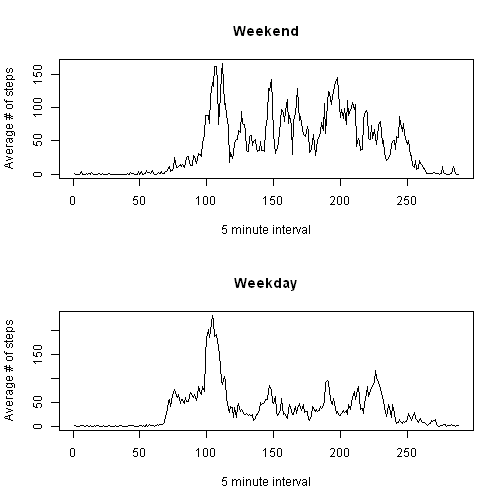 Weekend
Average # of steps
0 50 100 150
0 50 100 150 200 250
5 minute interval
Weekday
Average # of steps
0 50 150
0 50 100 150 200 250
5 minute interval